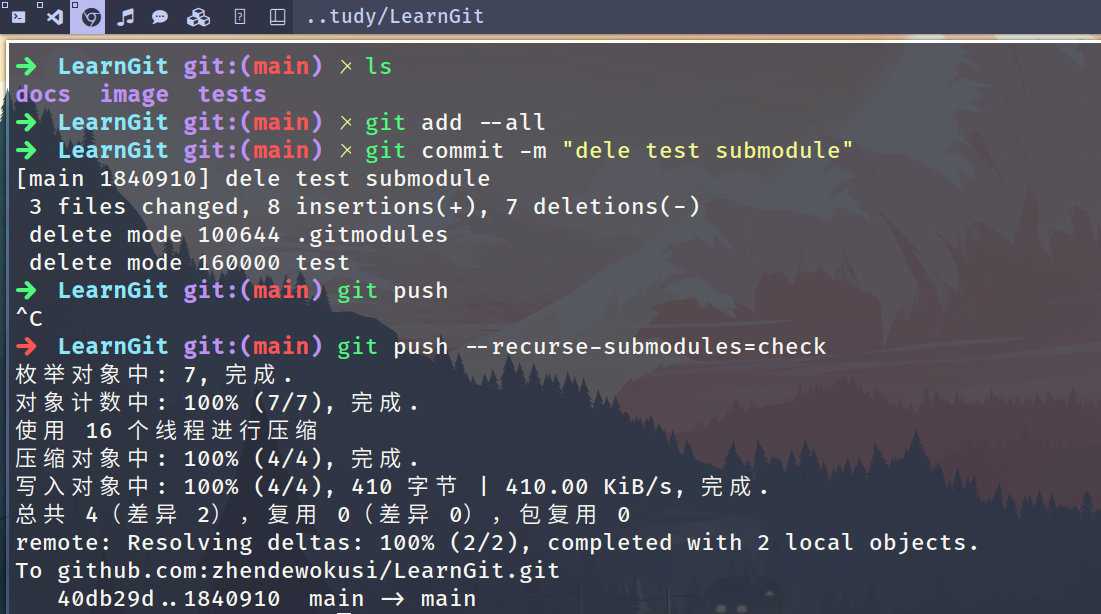 ..tudy/LearnGit
➜ LearnGit git:(main) × ls
docs image tests
➜ LearnGit git:(main) × git add --all
➜ LearnGit git:(main) × git commit -m "dele test submodule"
[main 1840910] dele test submodule
3 files changed, 8 insertions(+), 7 deletions(-)
delete mode 100644 .gitmodules
delete mode 160000 test
➜ LearnGit git:(main) git push
^C
➜ LearnGit git:(main) git push --recurse-submodules=check
枚举对象中: 7, 完成.
对象计数中: 100% (7/7), 完成.
使用 16 个线程进行压缩
压缩对象中: 100% (4/4), 完成.
写入对象中: 100% (4/4), 410 字节 | 410.00 KiB/s, 完成.
总共 4（差异 2），复用 0（差异 0），包复用 0
remote: Resolving deltas: 100% (2/2), completed with 2 local objects.
To github.com:zhendewokusi/LearnGit.git
40db29d..1840910 main -> main